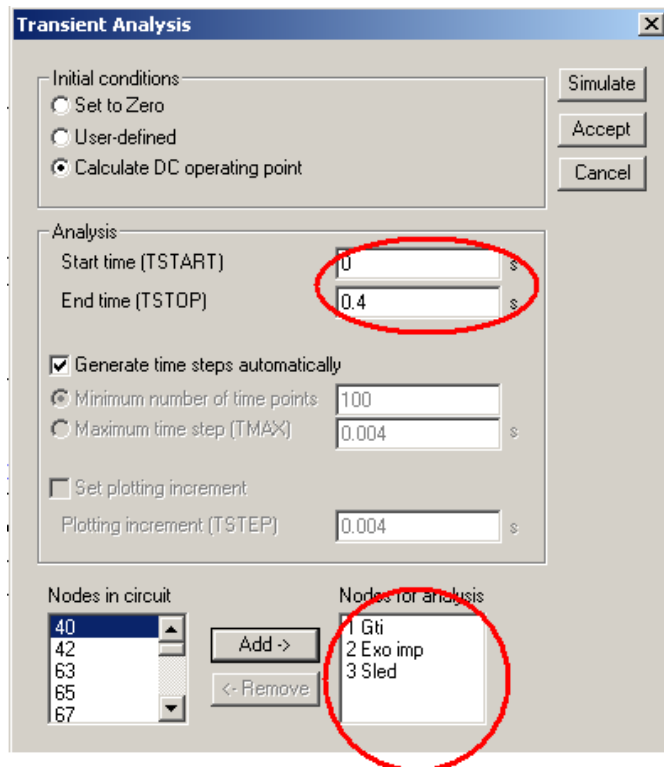 Transient Analysis
Initial conditions
Set to Zero
User-defined
Calculate DC operating point
Simulate
Accept
Cancel
Analysis
Start time (TSTART) 0 s
End time (TSTOP) 0.4 s
Generate time steps automatically
Minimum number of time points 100
Maximum time step (TMAX) 0.004 s
Set plotting increment
Plotting increment (TSTEP) 0.004 s
Nodes in circuit
40
42
63
65
67
Add ->
<- Remove
Nodes for analysis
1 Gti
2 Exo imp
3 Sled